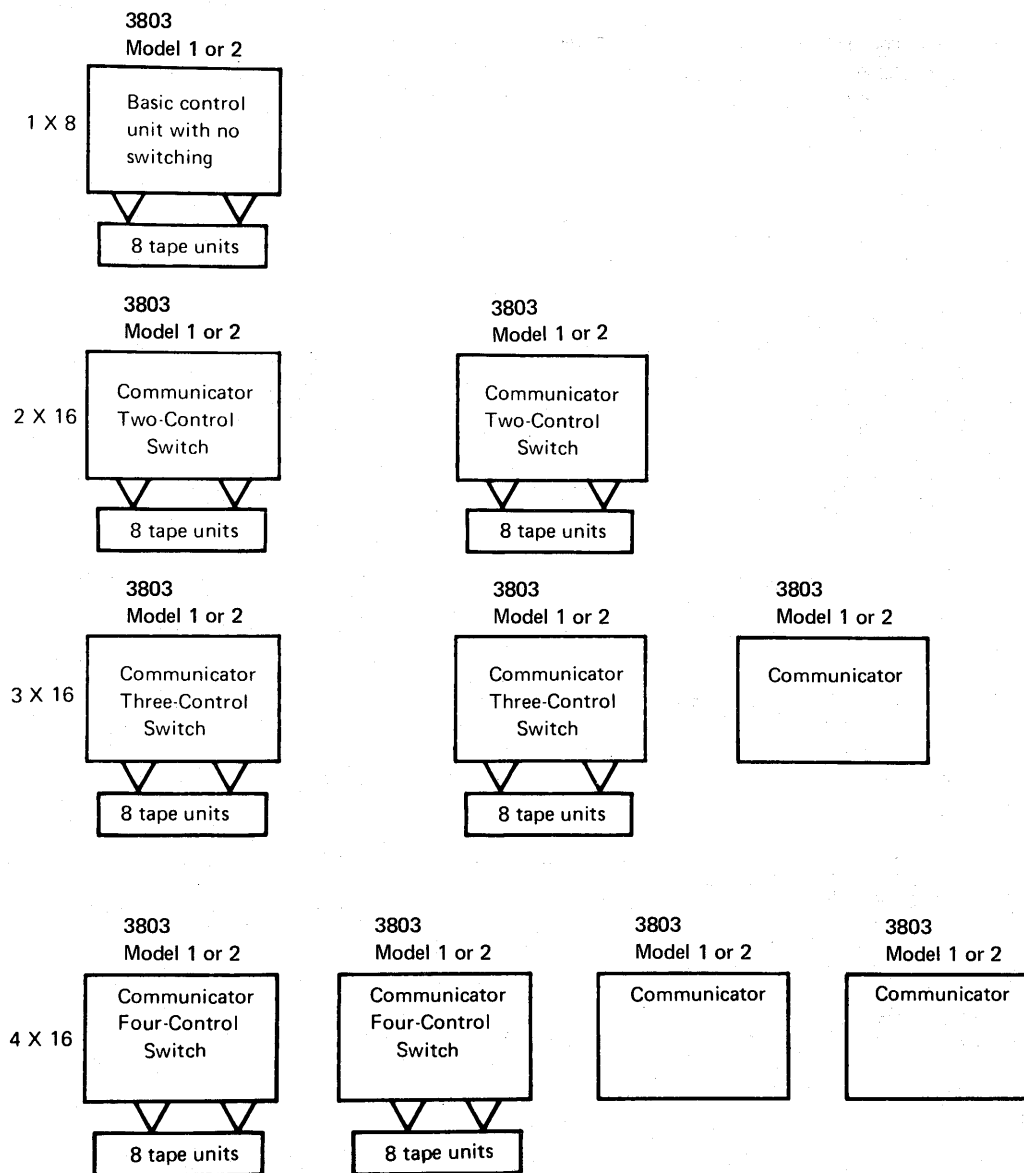 3803
Model 1 or 2
1 X 8
Basic control
unit with no
switching
8 tape units
3803
Model 1 or 2
3803
Model 1 or 2
2 X 16
Communicator
Two-Control
Switch
Communicator
Two-Control
Switch
8 tape units
8 tape units
3803
Model 1 or 2
3803
Model 1 or 2
3803
Model 1 or 2
3 X 16
Communicator
Three-Control
Switch
Communicator
Three-Control
Switch
Communicator
8 tape units
8 tape units
3803
Model 1 or 2
3803
Model 1 or 2
3803
Model 1 or 2
3803
Model 1 or 2
4 X 16
Communicator
Four-Control
Switch
Communicator
Four-Control
Switch
Communicator
Communicator
8 tape units
8 tape units